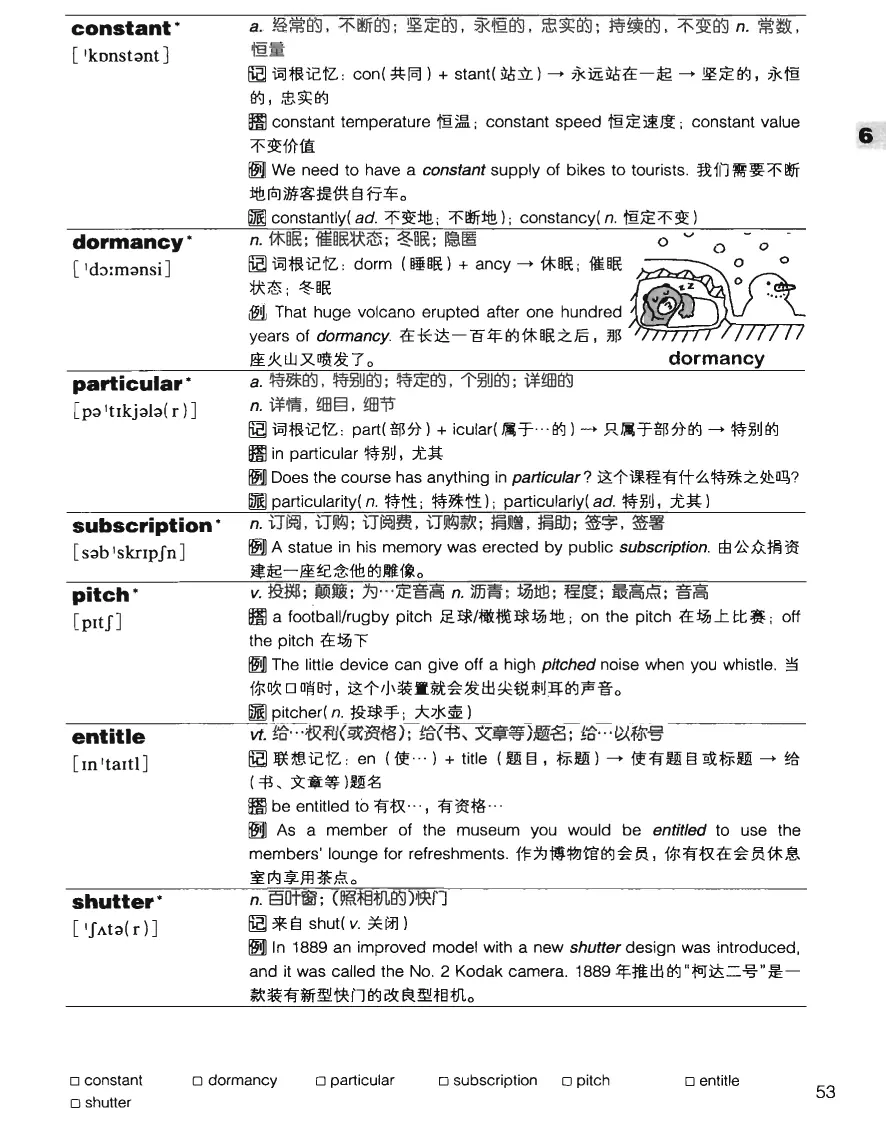 constant* a. 经常的，不断的；坚定的，永恒的，忠实的；持续的，不变的 n. 常数，
[ˈkɒnstənt] 恒量
[记] 词根记忆：con(共同) + stant(站立) → 永远站在一起 → 坚定的，永恒
的，忠实的
[搭] constant temperature 恒温；constant speed 恒定速度；constant value
不变价值
6
[例] We need to have a constant supply of bikes to tourists. 我们需要不断
地向游客提供自行车。
[派] constantly(ad. 不变地；不断地)；constancy(n. 恒定不变)
dormancy* n. 休眠；催眠状态；冬眠；隐匿
[ˈdɔːmənsi] [记] 词根记忆：dorm (睡眠) + ancy → 休眠；催眠
状态；冬眠
[例] That huge volcano erupted after one hundred
years of dormancy. 在长达一百年的休眠之后，那
座火山又喷发了。
z z
dormancy
particular* a. 特殊的，特别的；特定的，个别的；详细的
[pəˈtɪkjələ(r)] n. 详情，细目，细节
[记] 词根记忆：part(部分) + icular(属于…的) → 只属于部分的 → 特别的
[搭] in particular 特别，尤其
[例] Does the course has anything in particular? 这个课程有什么特殊之处吗?
[派] particularity(n. 特性；特殊性)；particularly(ad. 特别，尤其)
subscription* n. 订阅，订购；订阅费，订购款；捐赠，捐助；签字，签署
[səbˈskrɪpʃn] [例] A statue in his memory was erected by public subscription. 由公众捐资
建起一座纪念他的雕像。
pitch* v. 投掷；颠簸；为…定音高 n. 沥青；场地；程度；最高点；音高
[pɪtʃ] [搭] a football/rugby pitch 足球/橄榄球场地；on the pitch 在场上比赛；off
the pitch 在场下
[例] The little device can give off a high pitched noise when you whistle. 当
你吹口哨时，这个小装置就会发出尖锐刺耳的声音。
[派] pitcher(n. 投球手；大水壶)
entitle vt. 给…权利(或资格)；给(书、文章等)题名；给…以称号
[ɪnˈtaɪtl] [记] 联想记忆：en (使…) + title (题目，标题) → 使有题目或标题 → 给
(书、文章等)题名
[搭] be entitled to 有权…，有资格…
[例] As a member of the museum you would be entitled to use the
members' lounge for refreshments. 作为博物馆的会员，你有权在会员休息
室内享用茶点。
shutter* n. 百叶窗；(照相机的)快门
[ˈʃʌtə(r)] [记] 来自 shut(v. 关闭)
[例] In 1889 an improved model with a new shutter design was introduced,
and it was called the No. 2 Kodak camera. 1889 年推出的“柯达二号”是一
款装有新型快门的改良型相机。
□ constant □ dormancy □ particular □ subscription □ pitch □ entitle
□ shutter
53